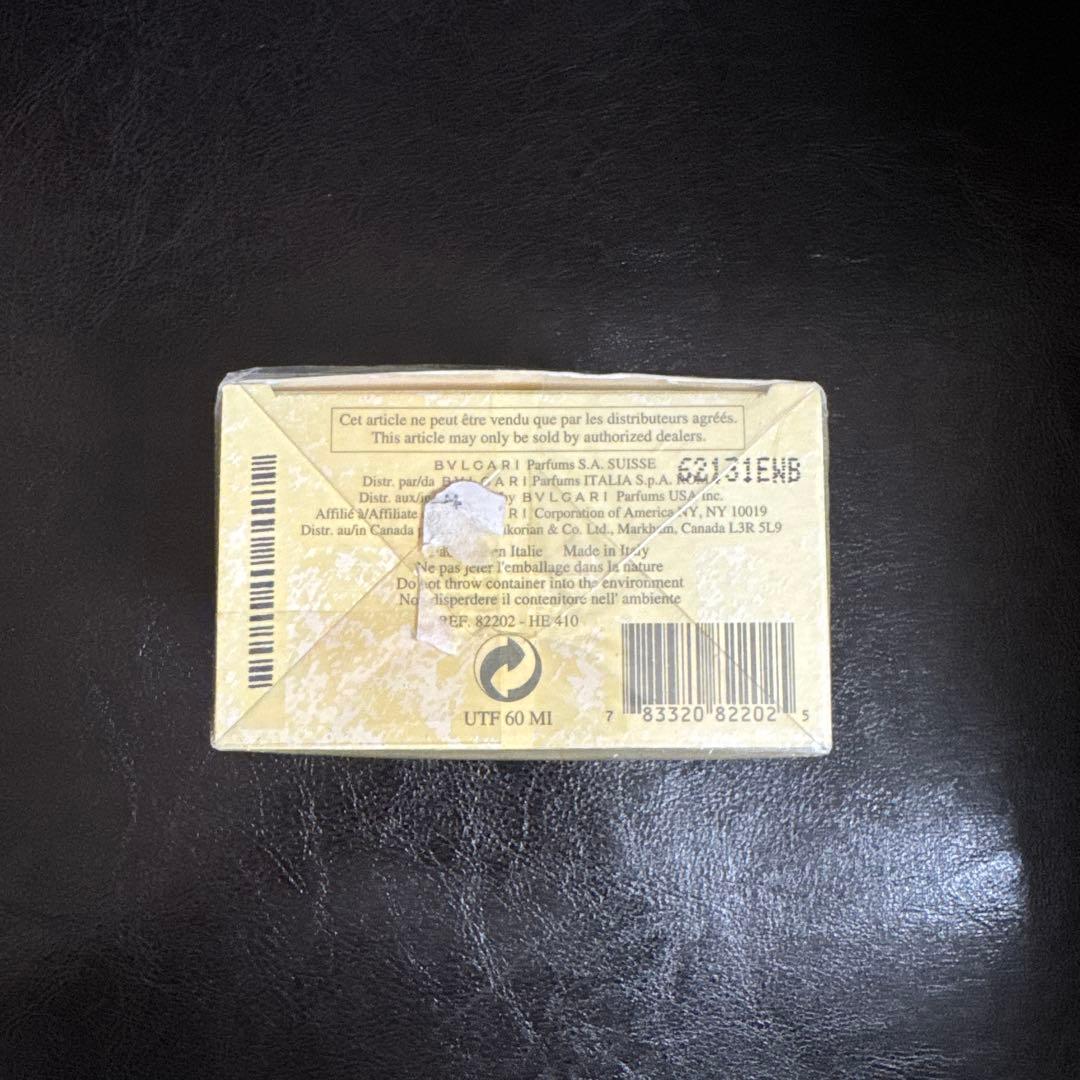 Cet article ne peut être vendu que par les distributeurs agréés.
This article may only be sold by authorized dealers.
BVLGARI Parfums S.A. SUISSE
62131EWB
Distr. par/da BVLGARI Parfums ITALIA S.p.A.
Distr. by BVLGARI Parfums USA Inc.
Affilié à/Affiliate Corporation of America NY, NY 10019
Distr. au/in Canada & Co. Ltd., Markham, Canada L3R 5L9
en Italie Made in Italy
Ne pas jeter l'emballage dans la nature
Do not throw container into the environment
Non disperdere il contenitore nell' ambiente
REF. 82202 - HE 410
UTF 60 MI
7 83320 82202 5